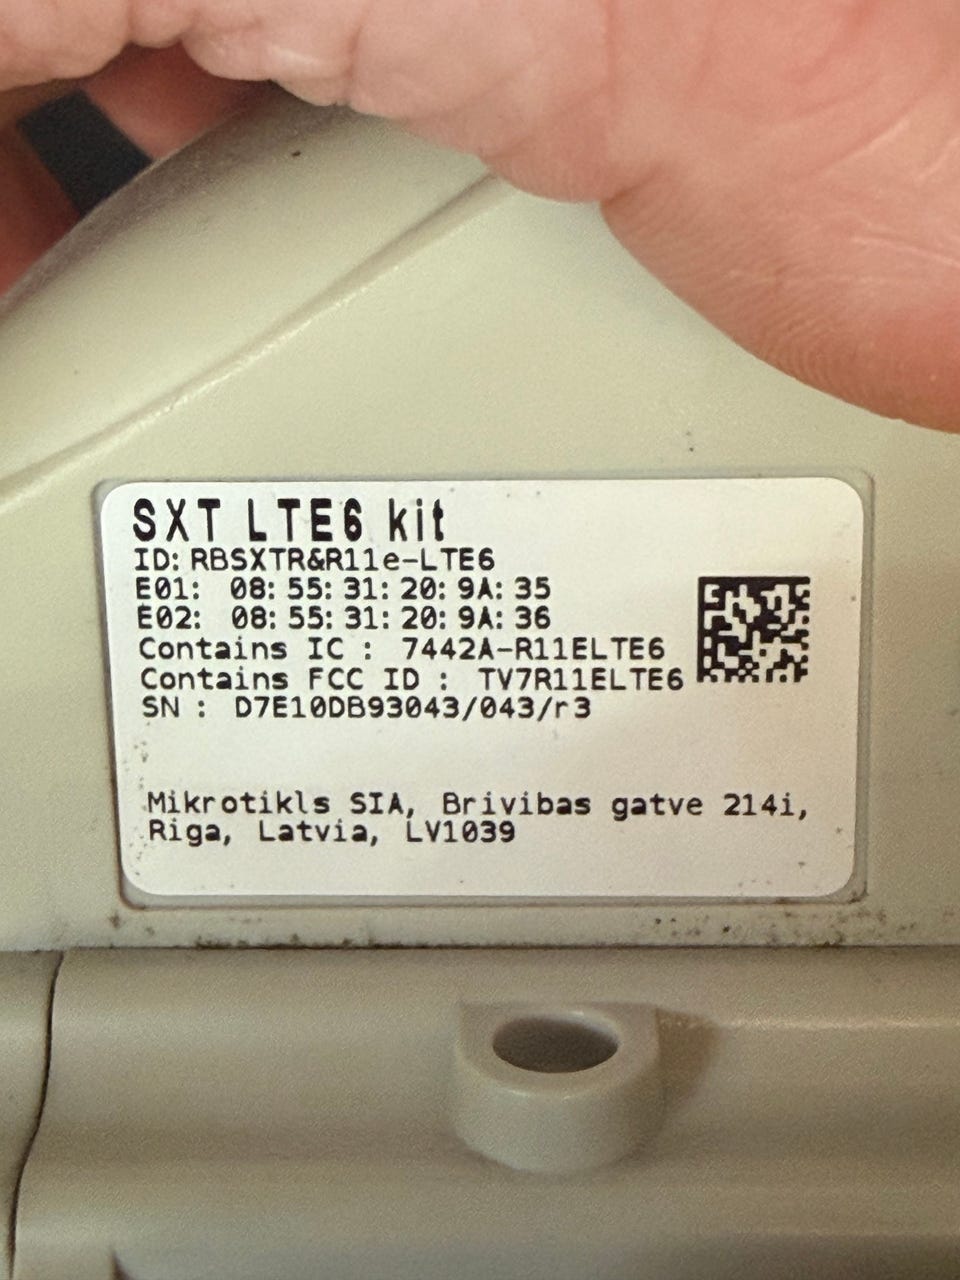 SXT LTE6 kit
ID: RBSXTR&R11e-LTE6
E01: 08:55:31:20:9A:35
E02: 08:55:31:20:9A:36
Contains IC : 7442A-R11ELTE6
Contains FCC ID : TV7R11ELTE6
SN : D7E10DB93043/043/r3
Mikrotikls SIA, Brivibas gatve 214i,
Riga, Latvia, LV1039